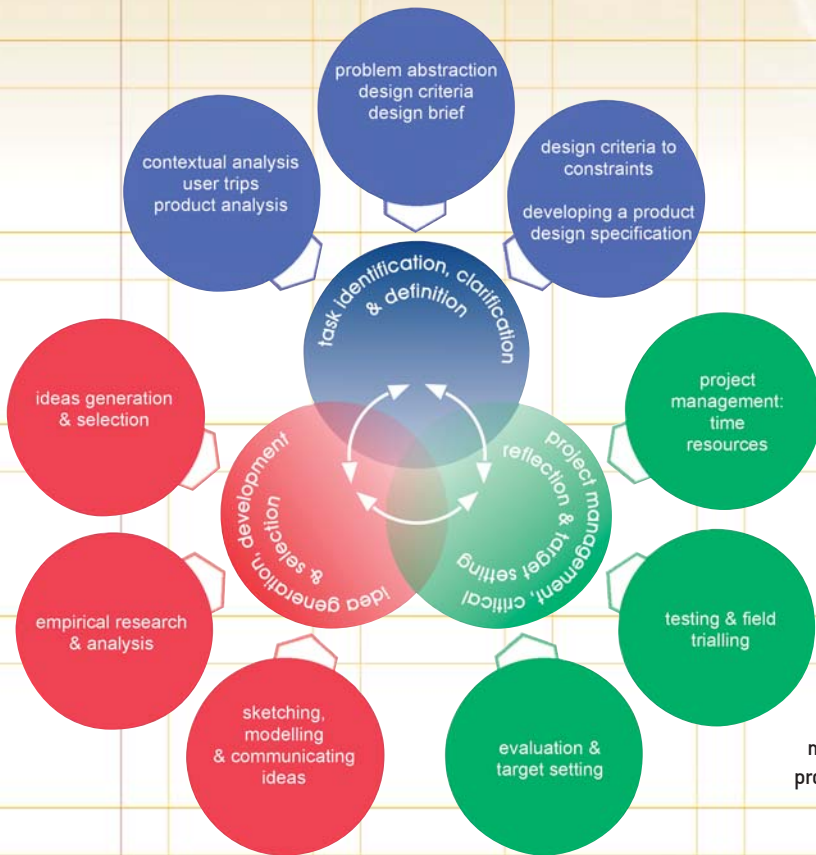 problem abstraction
design criteria
design brief
contextual analysis
user trips
product analysis
design criteria to
constraints
developing a product
design specification
task identification, clarification
& definition
ideas generation
& selection
project
management:
time
resources
idea generation, development
& selection
project management, critical
reflection & target setting
empirical research
& analysis
testing & field
trialling
sketching,
modelling
& communicating
ideas
evaluation &
target setting